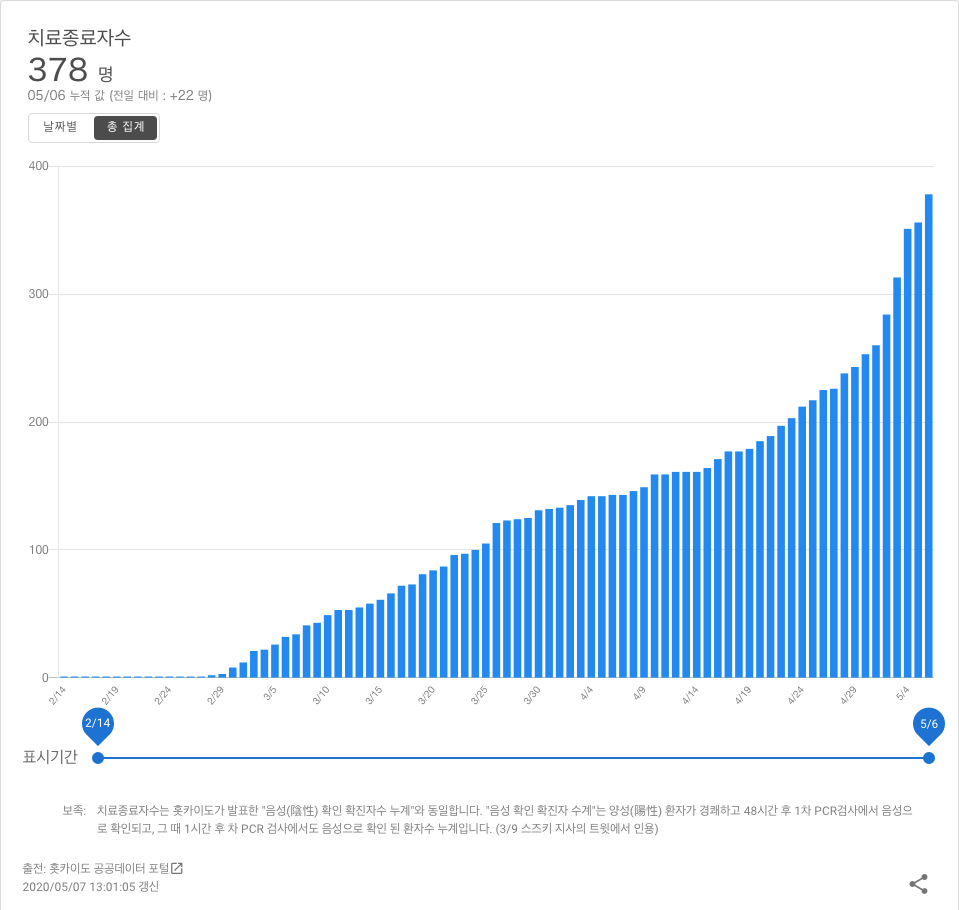 치료종료자수
378 명
05/06 누적 값 (전일 대비 : +22 명)
날짜별 총 집계
400
300
200
100
0
2/14 2/19 2/24 2/29 3/5 3/10 3/15 3/20 3/25 3/30 4/4 4/9 4/14 4/19 4/24 4/29 5/4
2/14 5/6
표시기간
보족: 치료종료자수는 홋카이도가 발표한 "음성(陰性) 확인 확진자수 누계"와 동일합니다. "음성 확인 확진자 수계"는 양성(陽性) 환자가 경쾌하고 48시간 후 1차 PCR검사에서 음성으
로 확인되고, 그 때 1시간 후 차 PCR 검사에서도 음성으로 확인 된 환자수 누계입니다. (3/9 스즈키 지사의 트윗에서 인용)
출전: 홋카이도 공공데이터 포털
2020/05/07 13:01:05 갱신